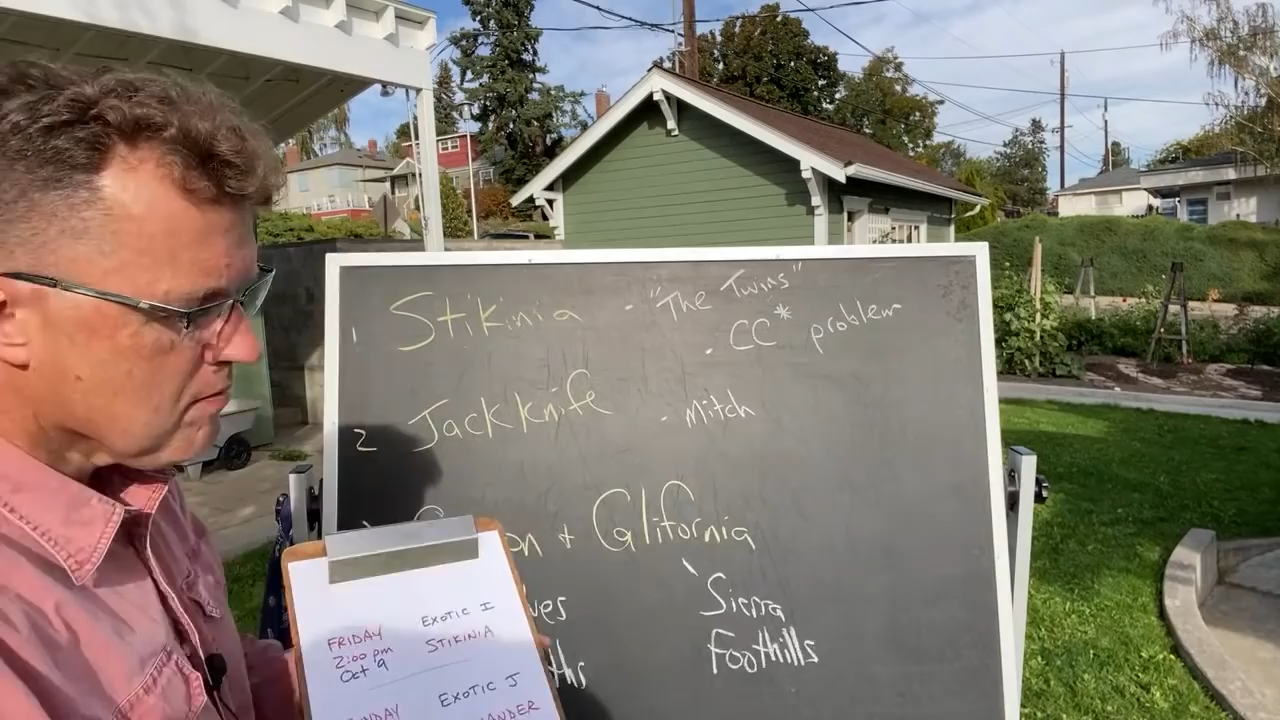 1 Stikinia - "The Twins"
. CC* problem
2 Jackknife - Mitch
+ California
Sierra
Foothills
EXOTIC I
FRIDAY
2:00 pm STIKINIA
Oct 9
EXOTIC J